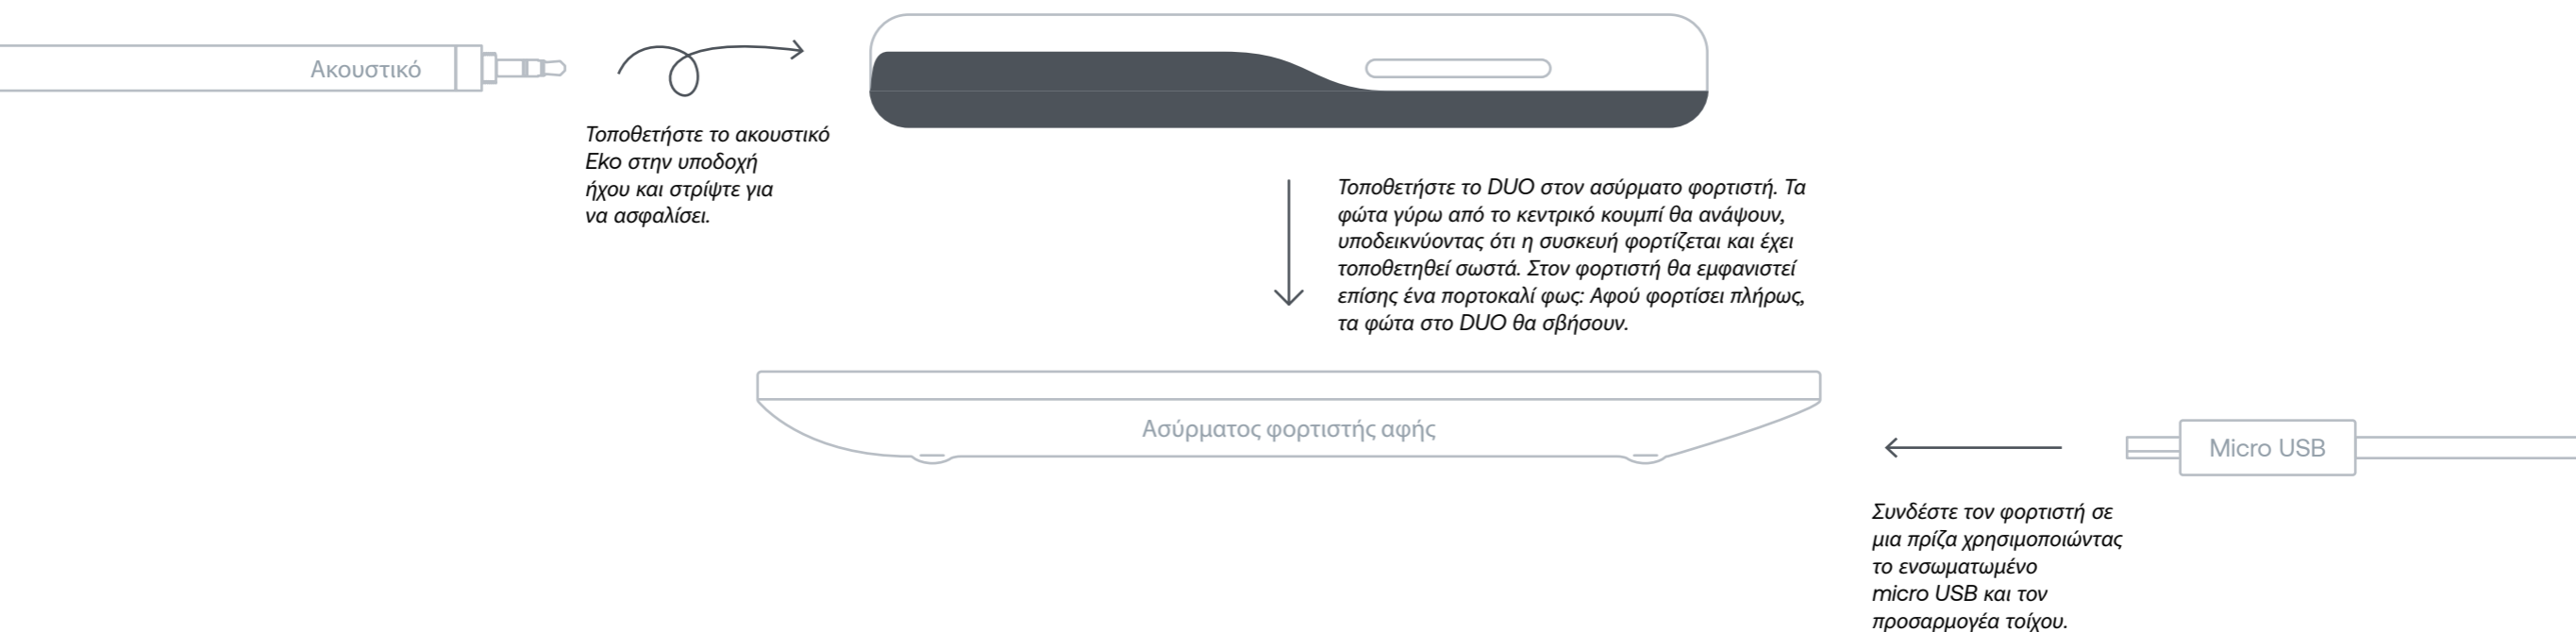 Ακουστικό
Τοποθετήστε το ακουστικό
Eko στην υποδοχή
ήχου και στρίψτε για
να ασφαλίσει.
Τοποθετήστε το DUO στον ασύρματο φορτιστή. Τα
φώτα γύρω από το κεντρικό κουμπί θα ανάψουν,
υποδεικνύοντας ότι η συσκευή φορτίζεται και έχει
τοποθετηθεί σωστά. Στον φορτιστή θα εμφανιστεί
επίσης ένα πορτοκαλί φως: Αφού φορτίσει πλήρως,
τα φώτα στο DUO θα σβήσουν.
Ασύρματος φορτιστής αφής
Micro USB
Συνδέστε τον φορτιστή σε
μια πρίζα χρησιμοποιώντας
το ενσωματωμένο
micro USB και τον
προσαρμογέα τοίχου.